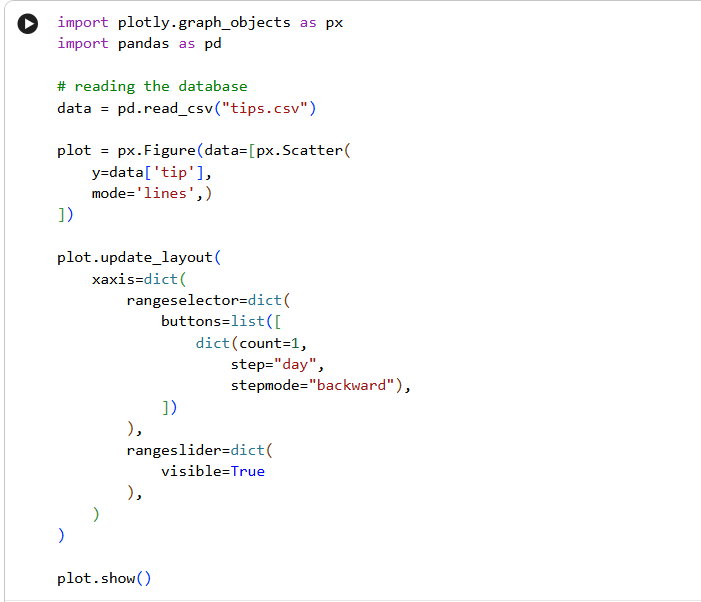 import plotly.graph_objects as px
import pandas as pd

# reading the database
data = pd.read_csv("tips.csv")

plot = px.Figure(data=[px.Scatter(
    y=data['tip'],
    mode='lines',)
])

plot.update_layout(
    xaxis=dict(
        rangeselector=dict(
            buttons=list([
                dict(count=1,
                    step="day",
                    stepmode="backward"),
            ])
        ),
        rangeslider=dict(
            visible=True
        ),
    )
)

plot.show()